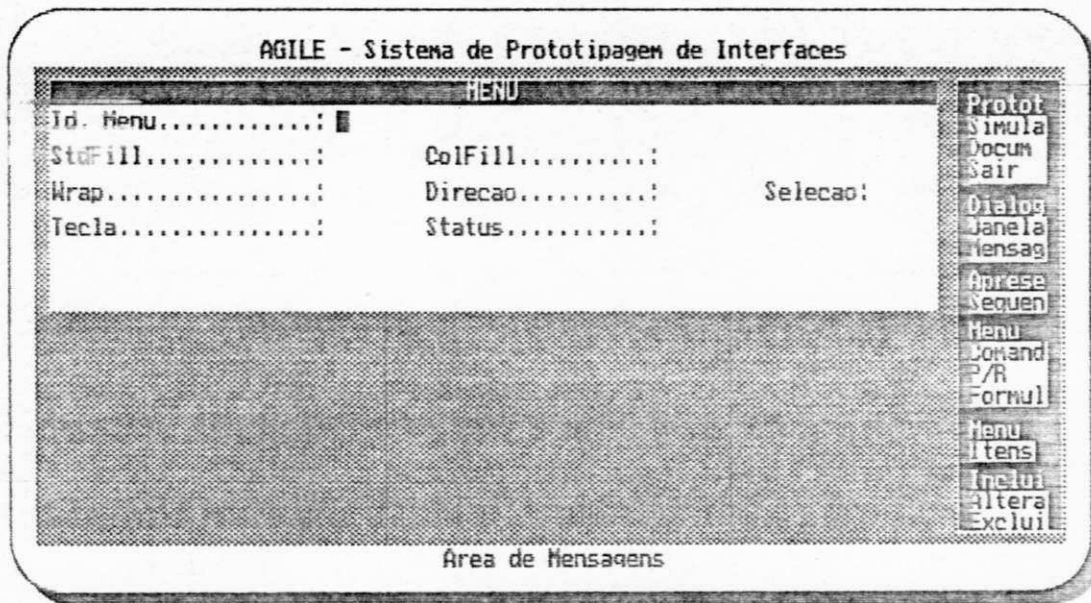 AGILE - Sistema de Prototipagem de Interfaces
MENU
Id. Menu............:
StdFill.............: ColFill..........:
Wrap................: Direcao..........: Selecao:
Tecla...............: Status...........:
Protot
Simula
Docum
Sair
Dialog
Janela
Mensag
Aprese
Sequen
Menu
Comand
P/R
Formul
Menu
Itens
Inclui
Altera
Exclui
Area de Mensagens